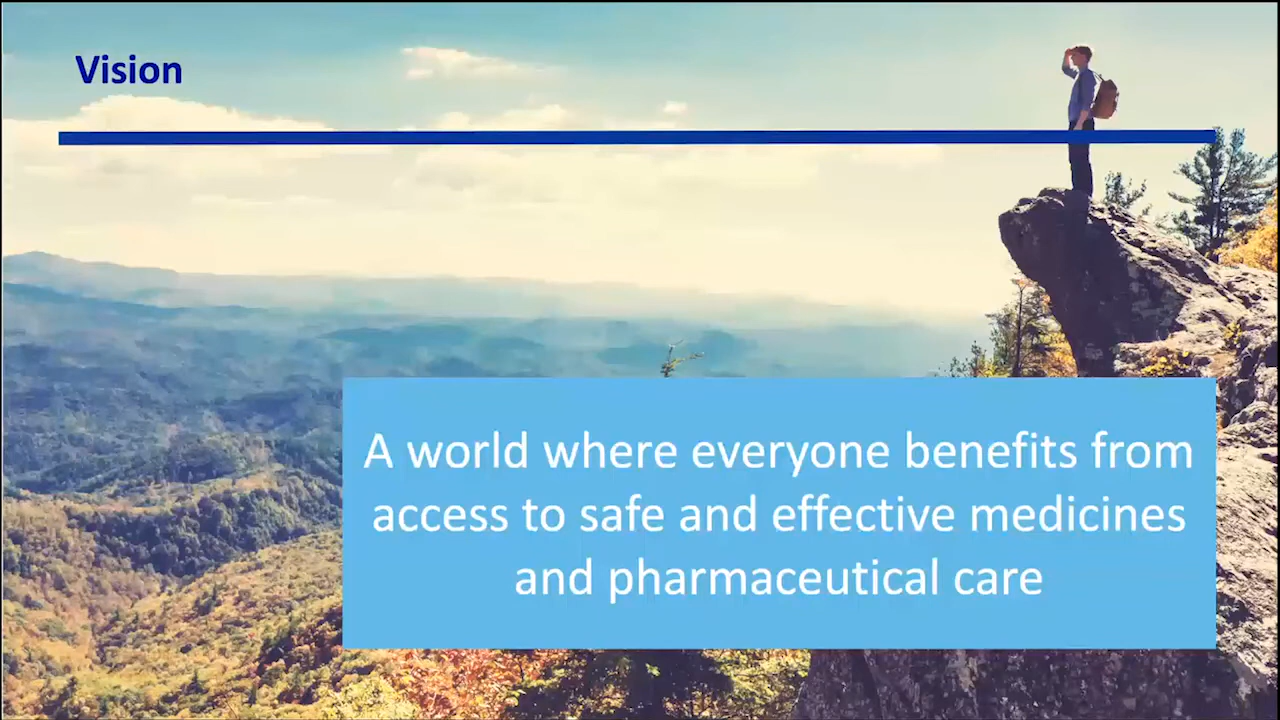 Vision
A world where everyone benefits from
access to safe and effective medicines
and pharmaceutical care